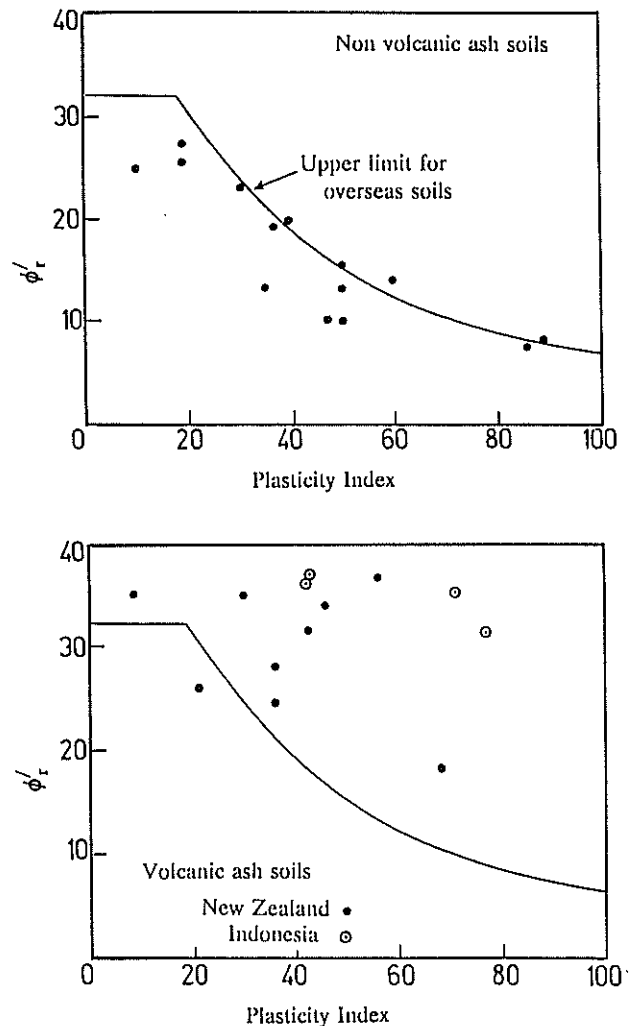 40
30
20
10
ϕ′r
Non volcanic ash soils
Upper limit for
overseas soils
0 20 40 60 80 100
Plasticity Index
40
30
20
10
ϕ′r
Volcanic ash soils
New Zealand
Indonesia
0 20 40 60 80 100
Plasticity Index